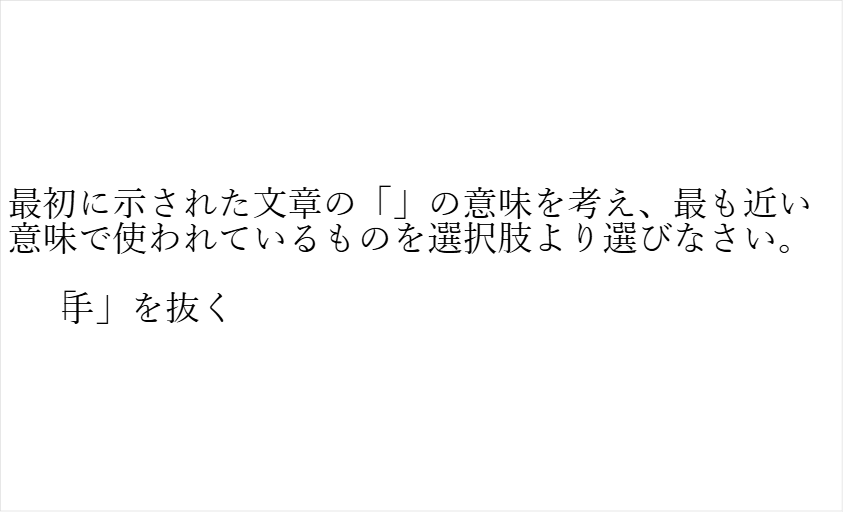 最初に示された文章の「」の意味を考え、最も近い
意味で使われているものを選択肢より選びなさい。
「手」を抜く